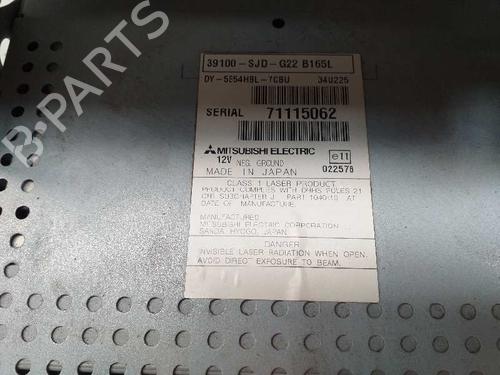 39100-SJD-G22 B165L
DY-5E54H8L-7CBU 34U225
SERIAL 71115062
MITSUBISHI ELECTRIC
12V NEG. GROUND e11
MADE IN JAPAN 022578
CLASS 1 LASER PRODUCT
PRODUCT COMPLIES WITH DHHS RULES 21
CFR SUBCHAPTER J PART 1040.10 AT
DATE OF MANUFACTURE.
MANUFACTURED
MITSUBISHI ELECTRIC CORPORATION
SANDA, HYOGO, JAPAN.
DANGER
INVISIBLE LASER RADIATION WHEN OPEN.
AVOID DIRECT EXPOSURE TO BEAM.
B-PARTS